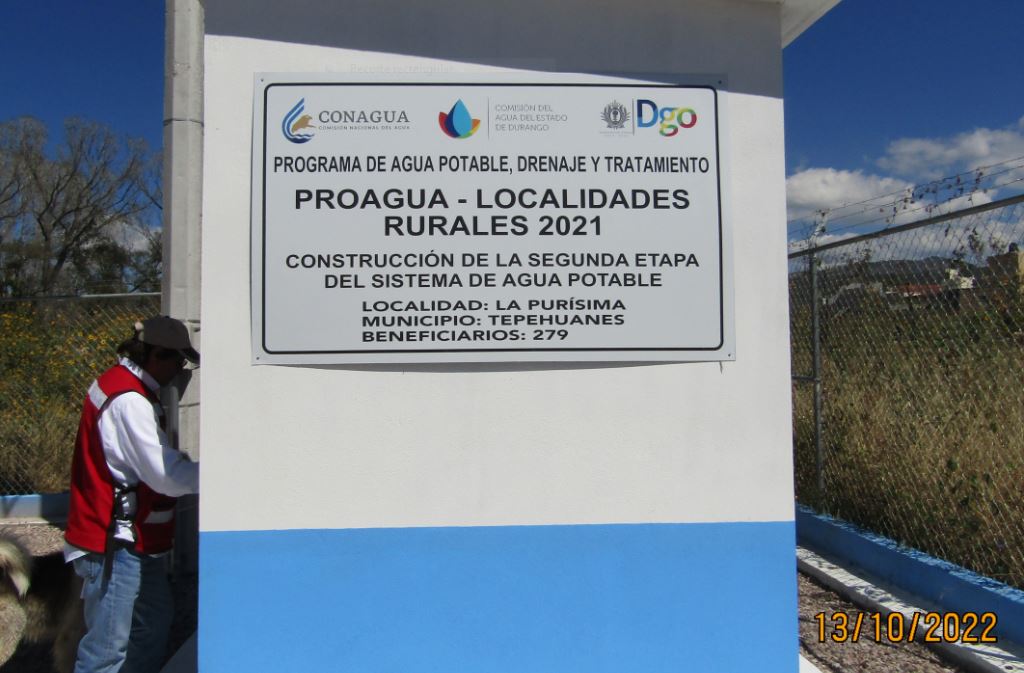 Recorte rectangular
CONAGUA
COMISIÓN NACIONAL DEL AGUA
COMISIÓN DEL
AGUA DEL ESTADO
DE DURANGO
Dgo
PROGRAMA DE AGUA POTABLE, DRENAJE Y TRATAMIENTO
PROAGUA - LOCALIDADES
RURALES 2021
CONSTRUCCIÓN DE LA SEGUNDA ETAPA
DEL SISTEMA DE AGUA POTABLE
LOCALIDAD: LA PURÍSIMA
MUNICIPIO: TEPEHUANES
BENEFICIARIOS: 279
13/10/2022